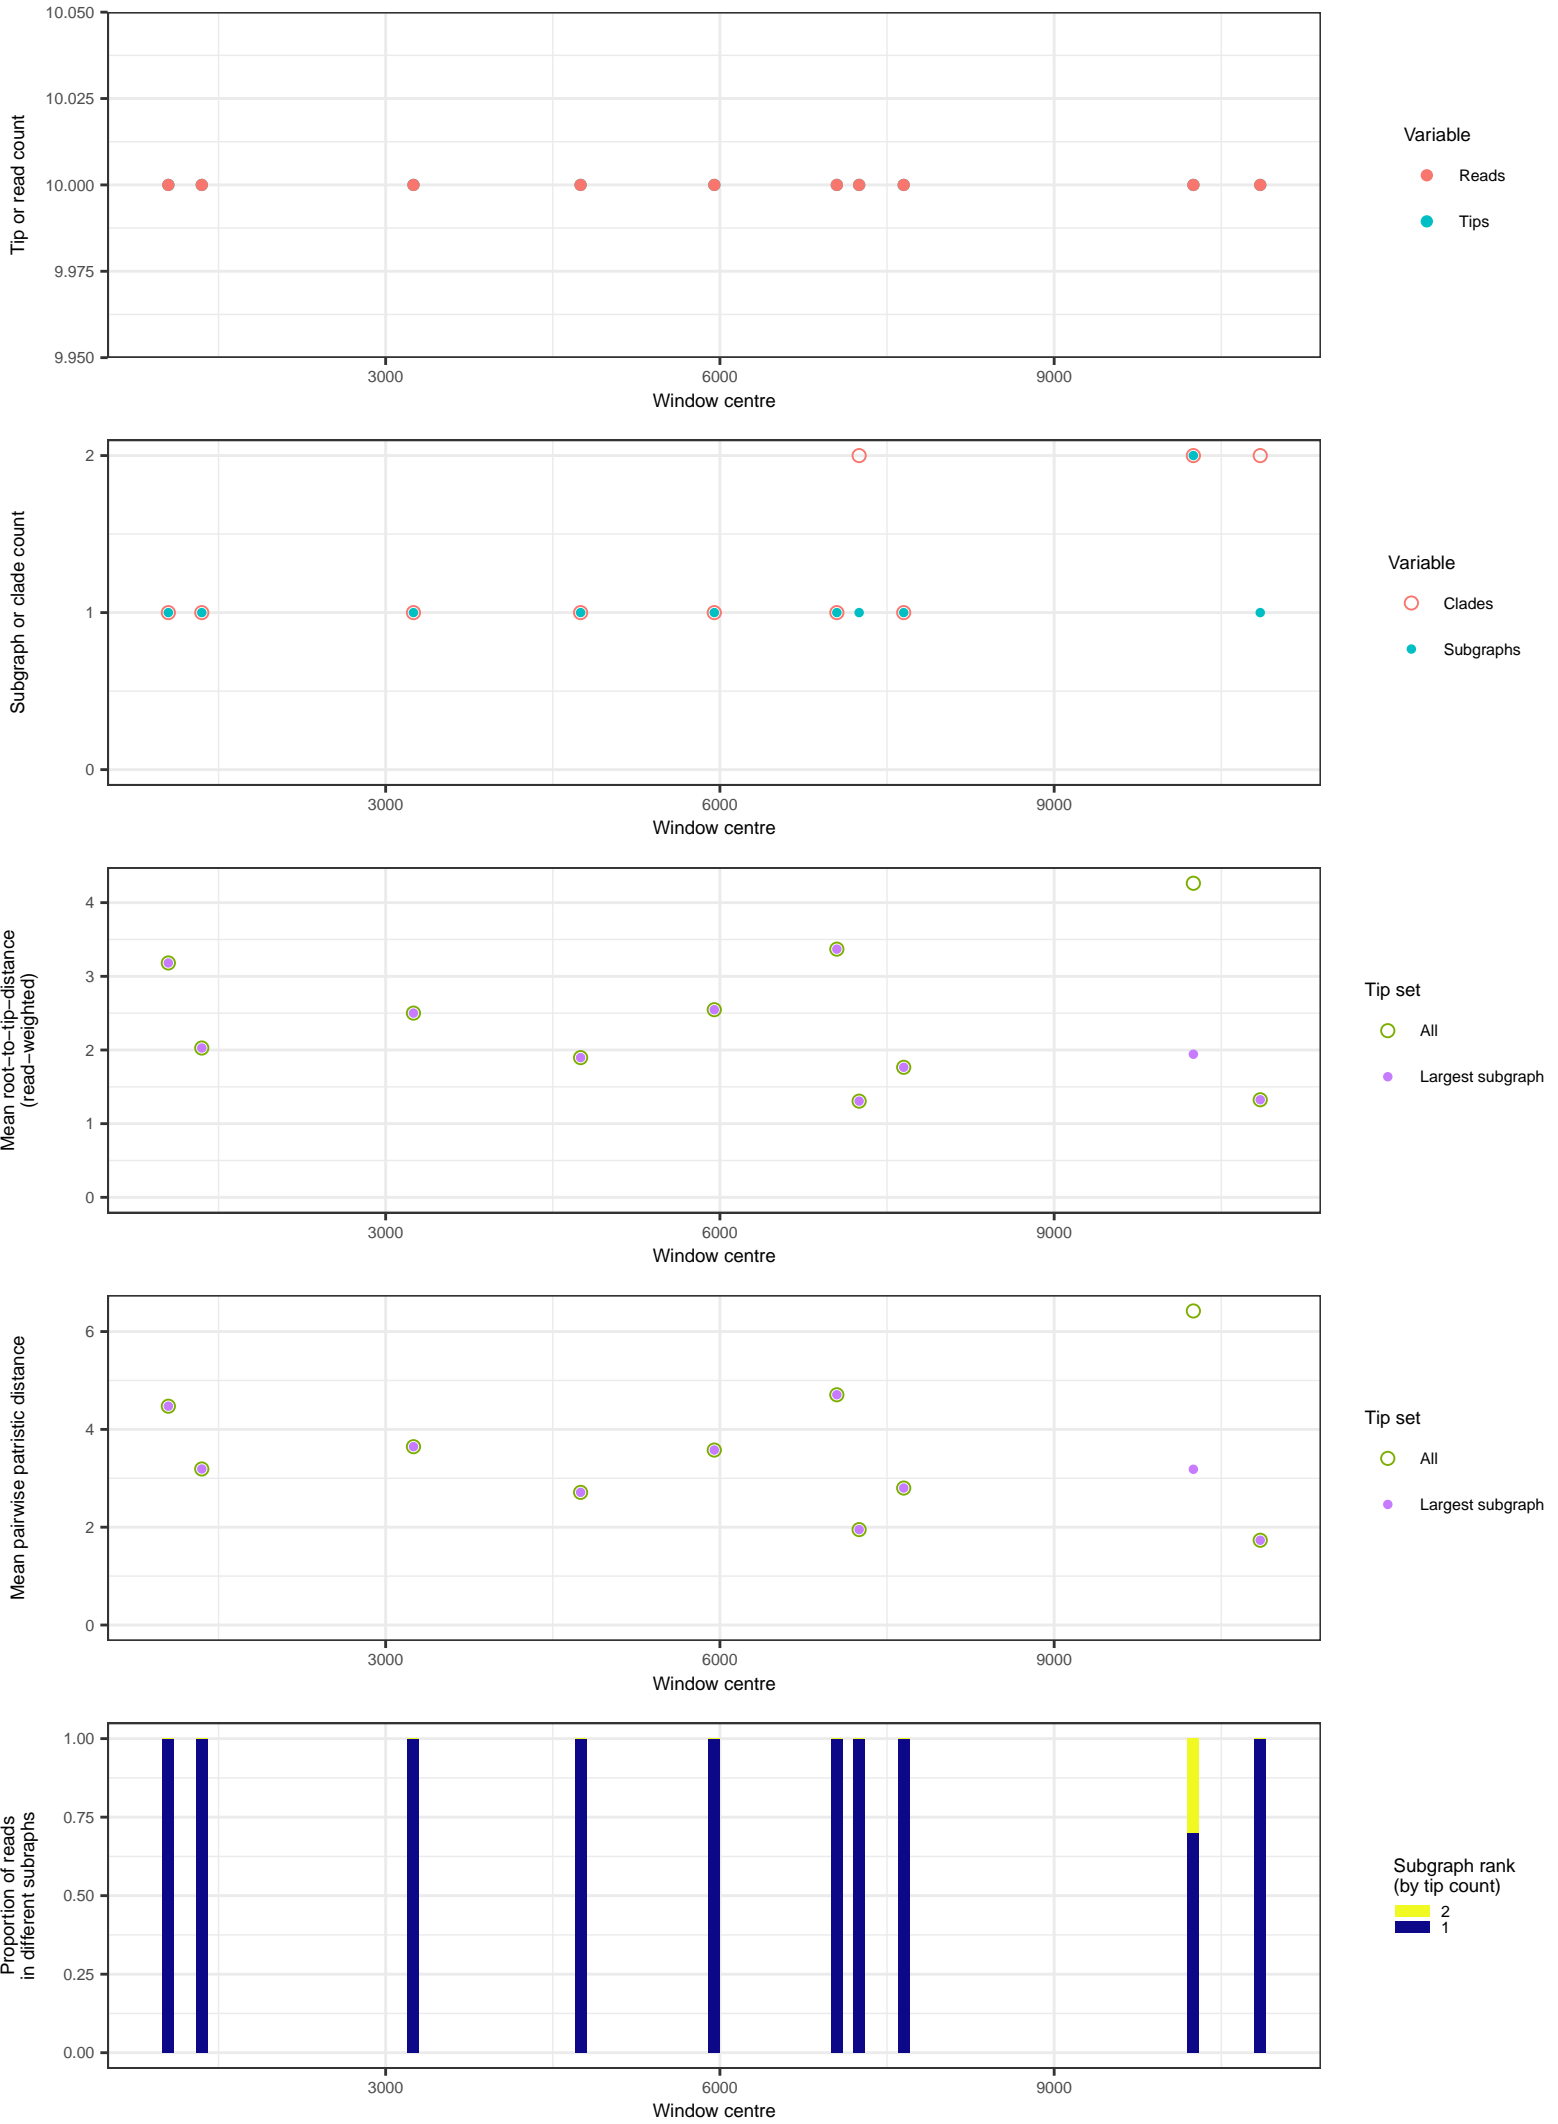 10.050
10.025
10.000
9.975
9.950
Tip or read count
3000
6000
9000
Window centre
Variable
Reads
Tips
2
1
0
Subgraph or clade count
3000
6000
9000
Window centre
Variable
Clades
Subgraphs
4
3
2
1
0
Mean root−to−tip−distance
(read−weighted)
3000
6000
9000
Window centre
Tip set
All
Largest subgraph
6
4
2
0
Mean pairwise patristic distance
3000
6000
9000
Window centre
Tip set
All
Largest subgraph
1.00
0.75
0.50
0.25
0.00
Proportion of reads
in different subraphs
3000
6000
9000
Window centre
Subgraph rank
(by tip count)
2
1